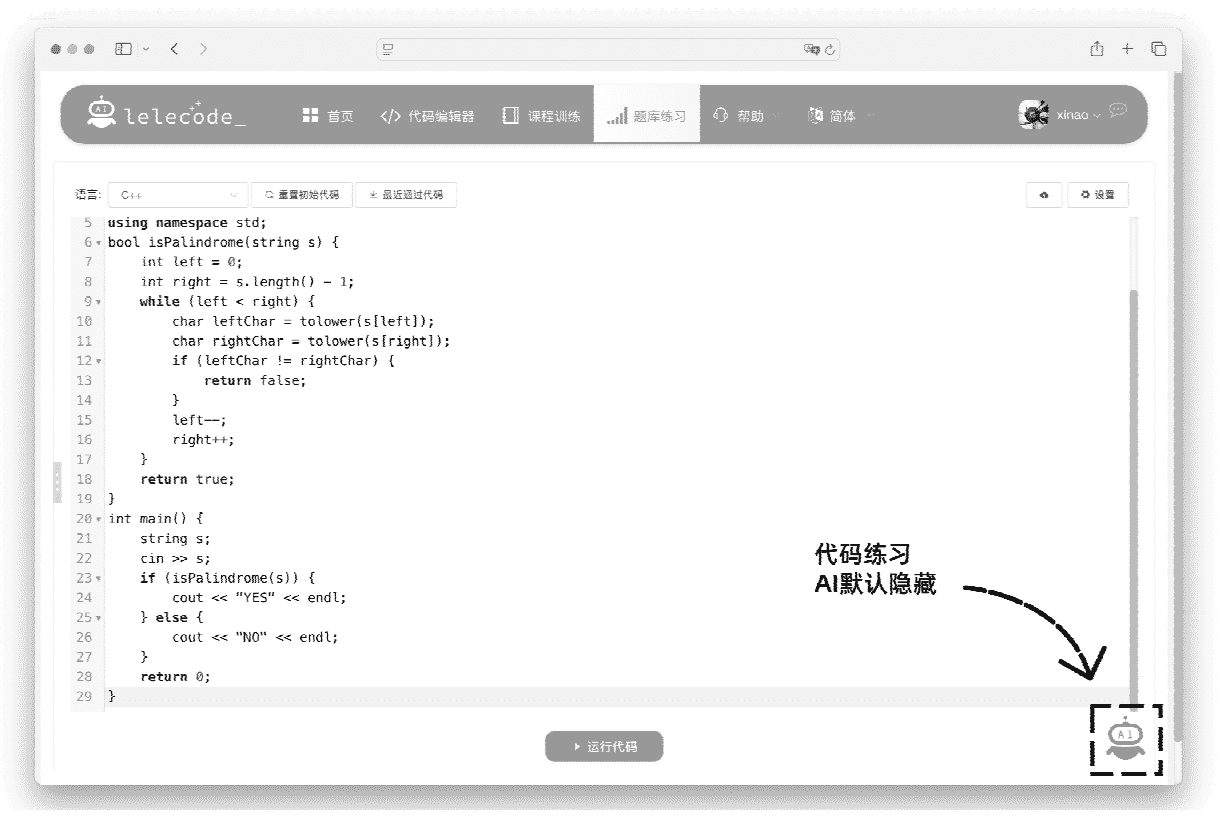 AI
lelecode_
++
首页
</> 代码编辑器
课程训练
题库练习
帮助
简体
xinao
语言:
C++
重置初始代码
最近通过代码
设置
5 using namespace std;
6 bool isPalindrome(string s) {
7 int left = 0;
8 int right = s.length() - 1;
9 while (left < right) {
10 char leftChar = tolower(s[left]);
11 char rightChar = tolower(s[right]);
12 if (leftChar != rightChar) {
13 return false;
14 }
15 left--;
16 right++;
17 }
18 return true;
19 }
20 int main() {
21 string s;
22 cin >> s;
23 if (isPalindrome(s)) {
24 cout << "YES" << endl;
25 } else {
26 cout << "NO" << endl;
27 }
28 return 0;
29 }
代码练习
AI默认隐藏
AI
运行代码